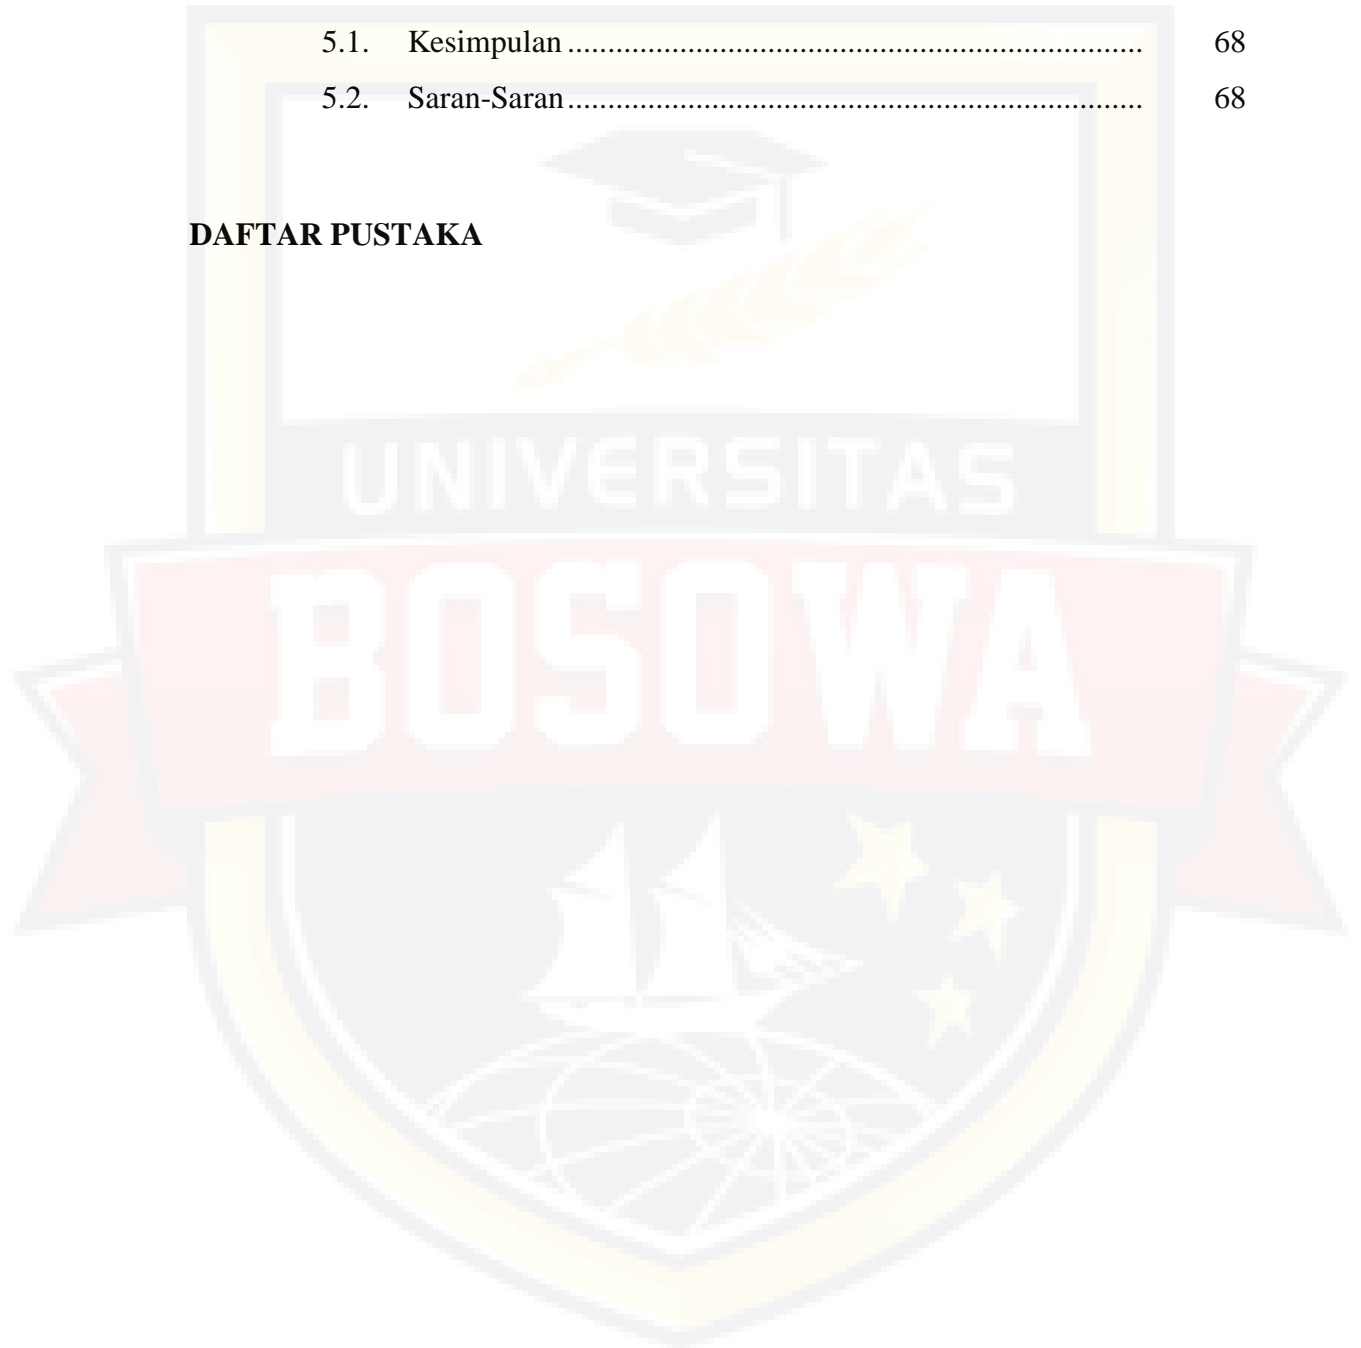 5.1. Kesimpulan ....................................................................... 68
5.2. Saran-Saran ....................................................................... 68
DAFTAR PUSTAKA
UNIVERSITAS
BOSOWA